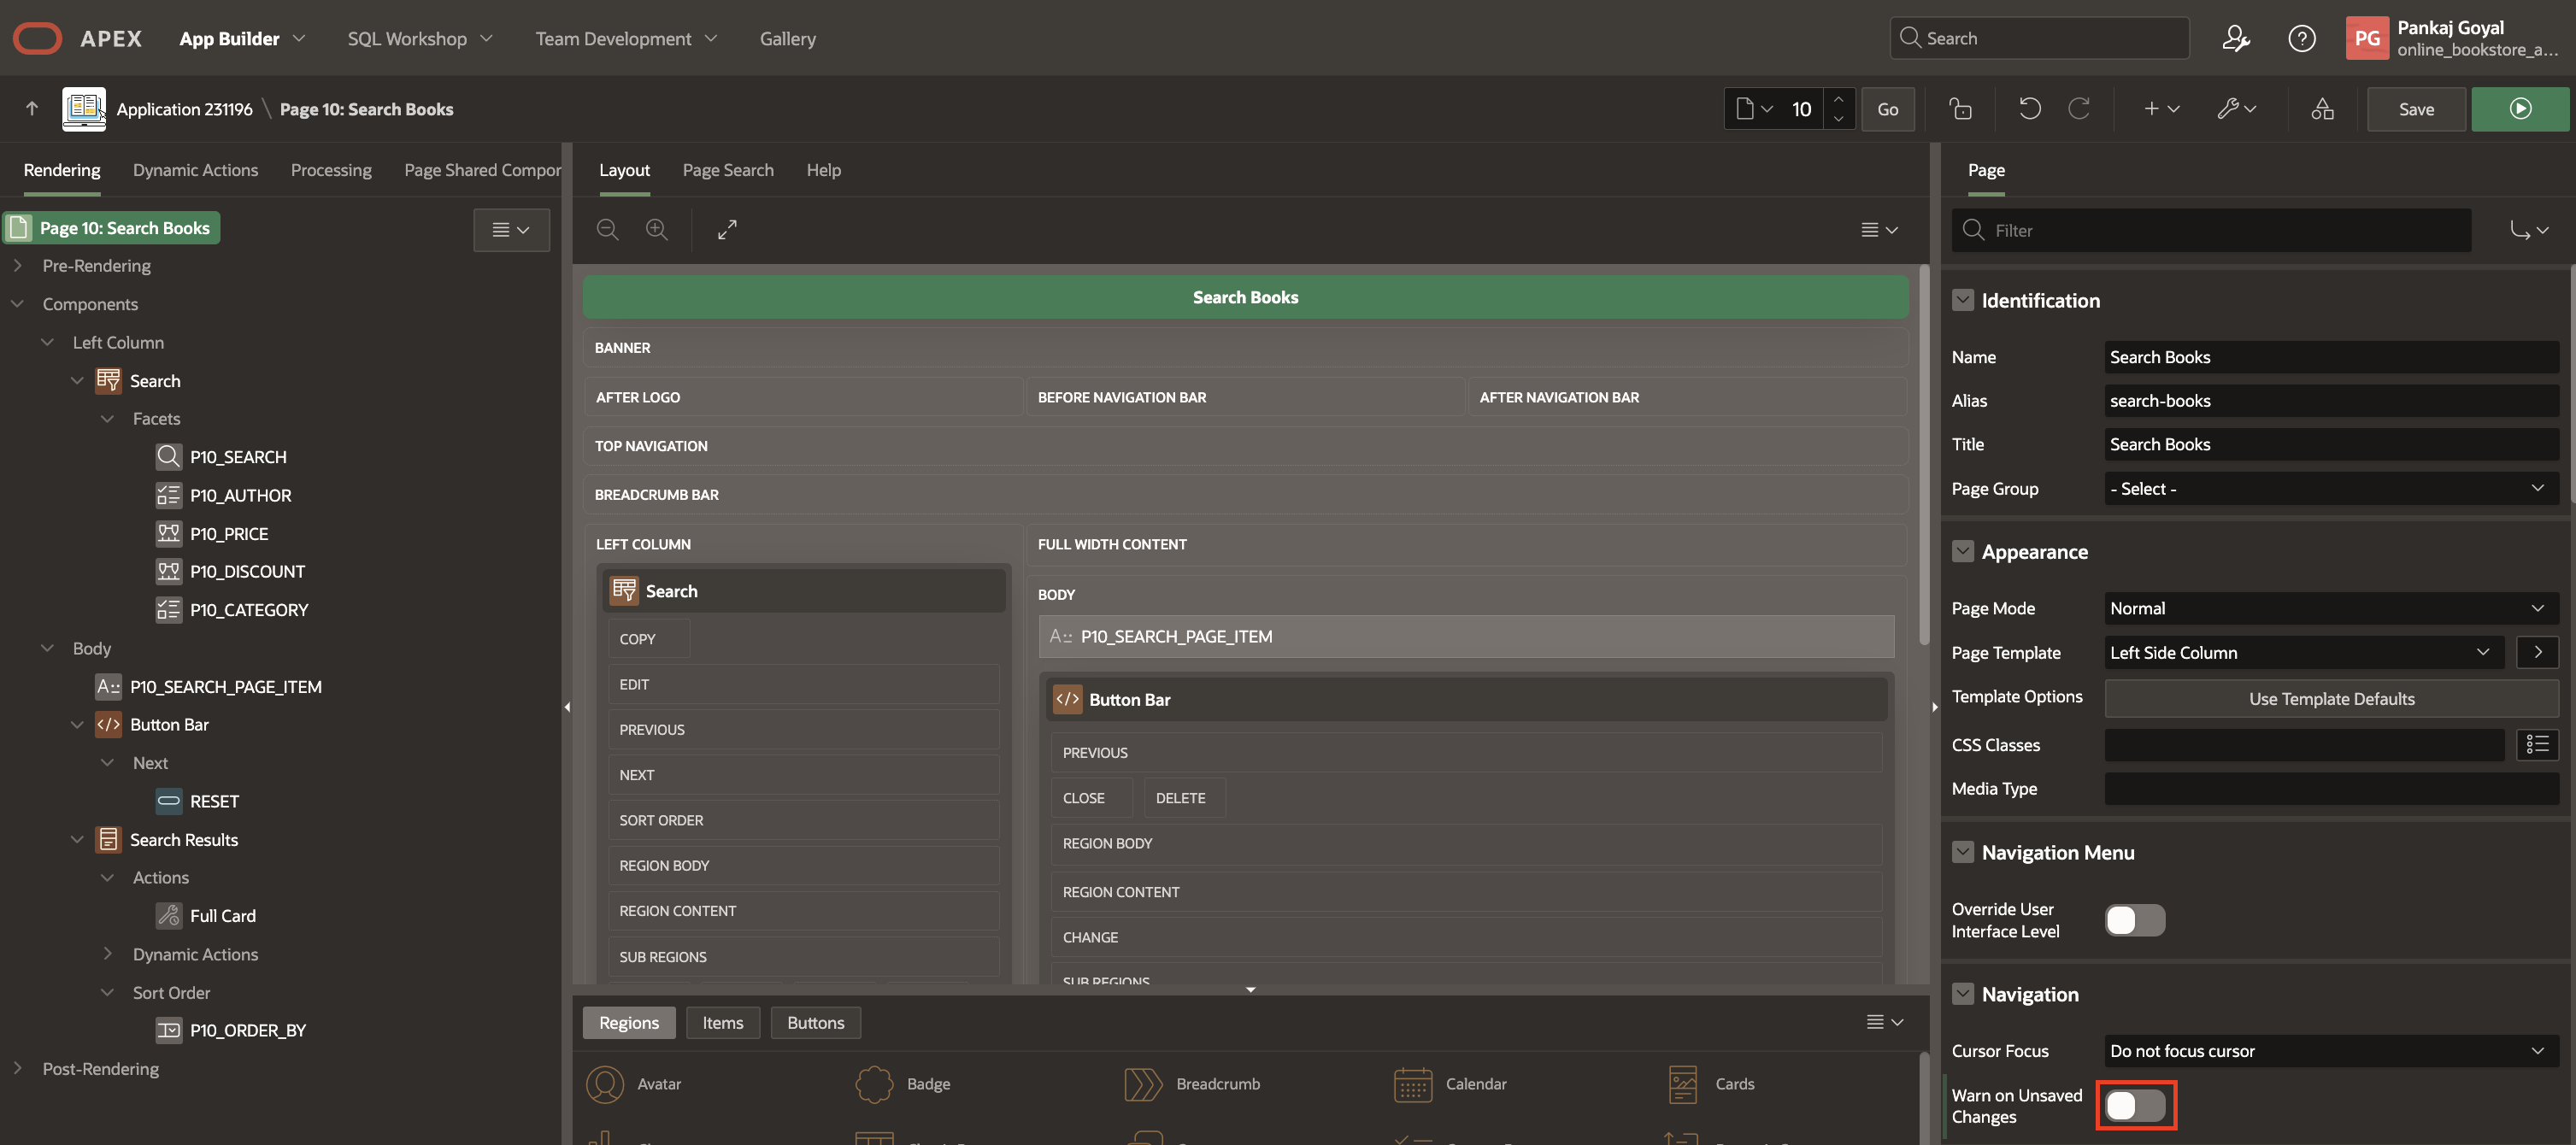 APEX
App Builder
SQL Workshop
Team Development
Gallery
Search
PG
Pankaj Goyal
online_bookstore_a...
Application 231196 \ Page 10: Search Books
10
Go
Save
Rendering
Dynamic Actions
Processing
Page Shared Compor
Page 10: Search Books
Pre-Rendering
Components
Left Column
Search
Facets
P10_SEARCH
P10_AUTHOR
P10_PRICE
P10_DISCOUNT
P10_CATEGORY
Body
P10_SEARCH_PAGE_ITEM
Button Bar
Next
RESET
Search Results
Actions
Full Card
Dynamic Actions
Sort Order
P10_ORDER_BY
Post-Rendering
Layout
Page Search
Help
Search Books
BANNER
AFTER LOGO
BEFORE NAVIGATION BAR
AFTER NAVIGATION BAR
TOP NAVIGATION
BREADCRUMB BAR
LEFT COLUMN
Search
COPY
EDIT
PREVIOUS
NEXT
SORT ORDER
REGION BODY
REGION CONTENT
SUB REGIONS
FULL WIDTH CONTENT
BODY
P10_SEARCH_PAGE_ITEM
Button Bar
PREVIOUS
CLOSE
DELETE
REGION BODY
REGION CONTENT
CHANGE
SUB REGIONS
Regions
Items
Buttons
Avatar
Badge
Breadcrumb
Calendar
Cards
Page
Filter
Identification
Name
Search Books
Alias
search-books
Title
Search Books
Page Group
- Select -
Appearance
Page Mode
Normal
Page Template
Left Side Column
Template Options
Use Template Defaults
CSS Classes
Media Type
Navigation Menu
Override User
Interface Level
Navigation
Cursor Focus
Do not focus cursor
Warn on Unsaved
Changes